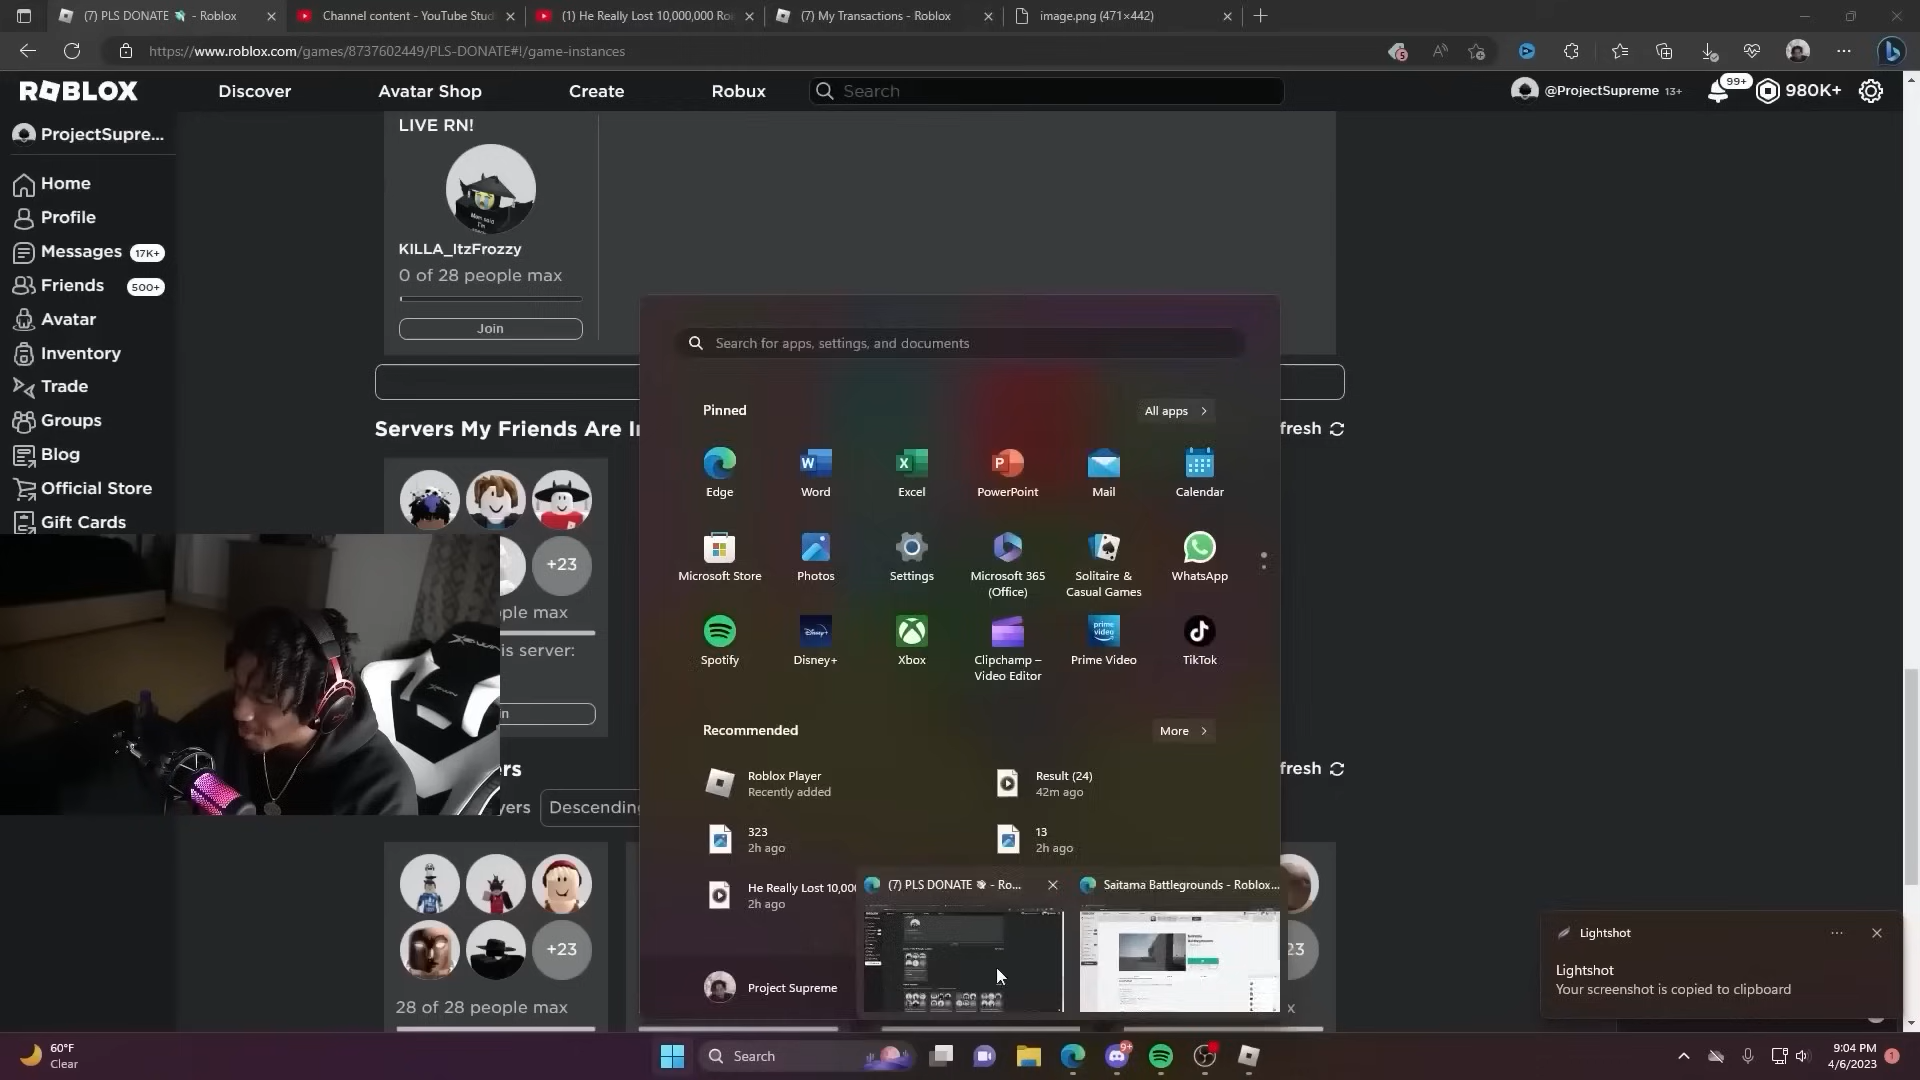 (7) PLS DONATE 💸 - Roblox
Channel content - YouTube Stud
(1) He Really Lost 10,000,000 Ro
(7) My Transactions - Roblox
image.png (471×442)
https://www.roblox.com/games/8737602449/PLS-DONATE#!/game-instances
ROBLOX
Discover
Avatar Shop
Create
Robux
Search
@ProjectSupreme 13+
99+
980K+
ProjectSupre...
Home
Profile
Messages 17K+
Friends 500+
Avatar
Inventory
Trade
Groups
Blog
Official Store
Gift Cards
LIVE RN!
KILLA_ItzFrozzy
0 of 28 people max
Join
Servers My Friends Are I
fresh
+23
ple max
is server:
in
rs
fresh
vers
Descending
+23
28 of 28 people max
23
x
Search for apps, settings, and documents
Pinned
All apps >
Edge
Word
Excel
PowerPoint
Mail
Calendar
Microsoft Store
Photos
Settings
Microsoft 365
(Office)
Solitaire &
Casual Games
WhatsApp
Spotify
Disney+
Xbox
Clipchamp –
Video Editor
Prime Video
TikTok
Recommended
More >
Roblox Player
Recently added
Result (24)
42m ago
323
2h ago
13
2h ago
He Really Lost 10,00
2h ago
Project Supreme
(7) PLS DONATE 💸 - Ro...
Saitama Battlegrounds - Roblox...
Lightshot
Lightshot
Your screenshot is copied to clipboard
60°F
Clear
Search
9+
9:04 PM
4/6/2023
1